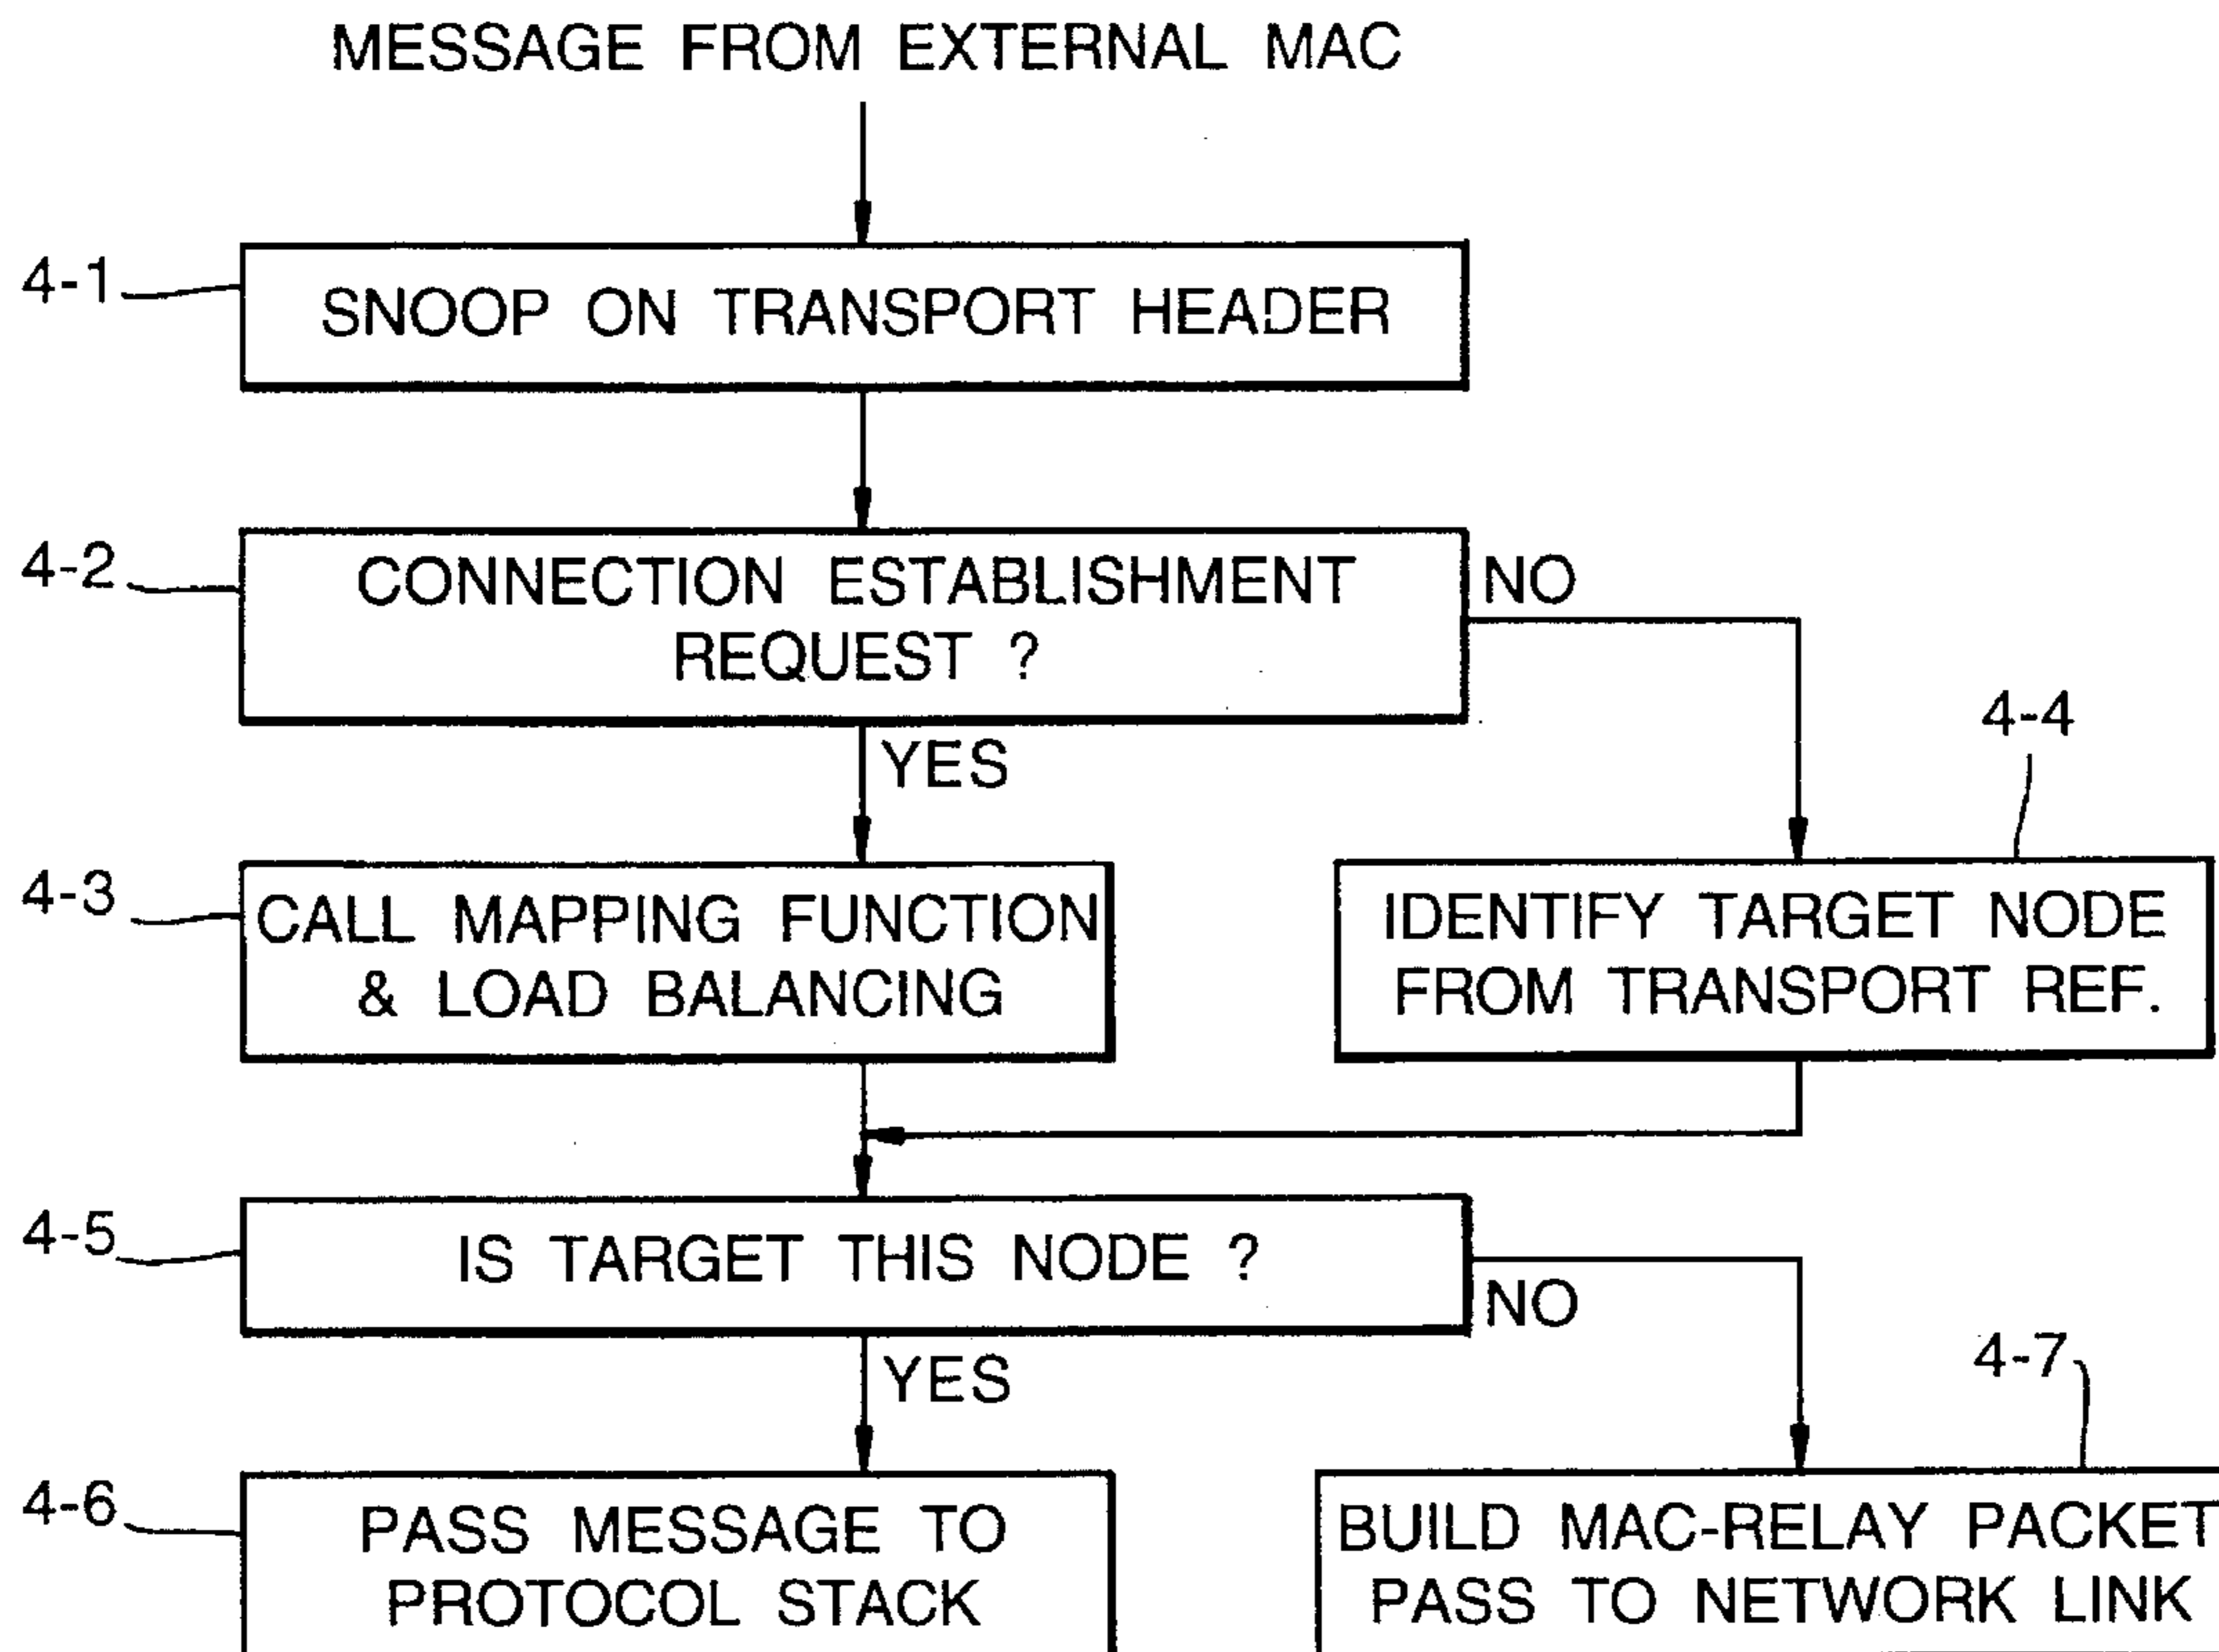 MESSAGE FROM EXTERNAL MAC
4-1
SNOOP ON TRANSPORT HEADER
4-2
CONNECTION ESTABLISHMENT
REQUEST ?
NO
YES
4-4
4-3
CALL MAPPING FUNCTION
& LOAD BALANCING
IDENTIFY TARGET NODE
FROM TRANSPORT REF.
4-5
IS TARGET THIS NODE ?
NO
YES
4-7
4-6
PASS MESSAGE TO
PROTOCOL STACK
BUILD MAC-RELAY PACKET
PASS TO NETWORK LINK